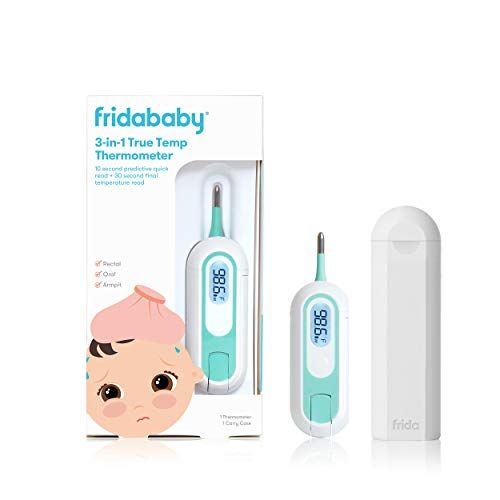 fridababy®
3-in-1 True Temp
Thermometer
10 second predictive quick
read + 30 second final
temperature read
Rectal
Oral
Armpit
98.6 F
98.6 F
1 Thermometer
1 Carry Case
frida